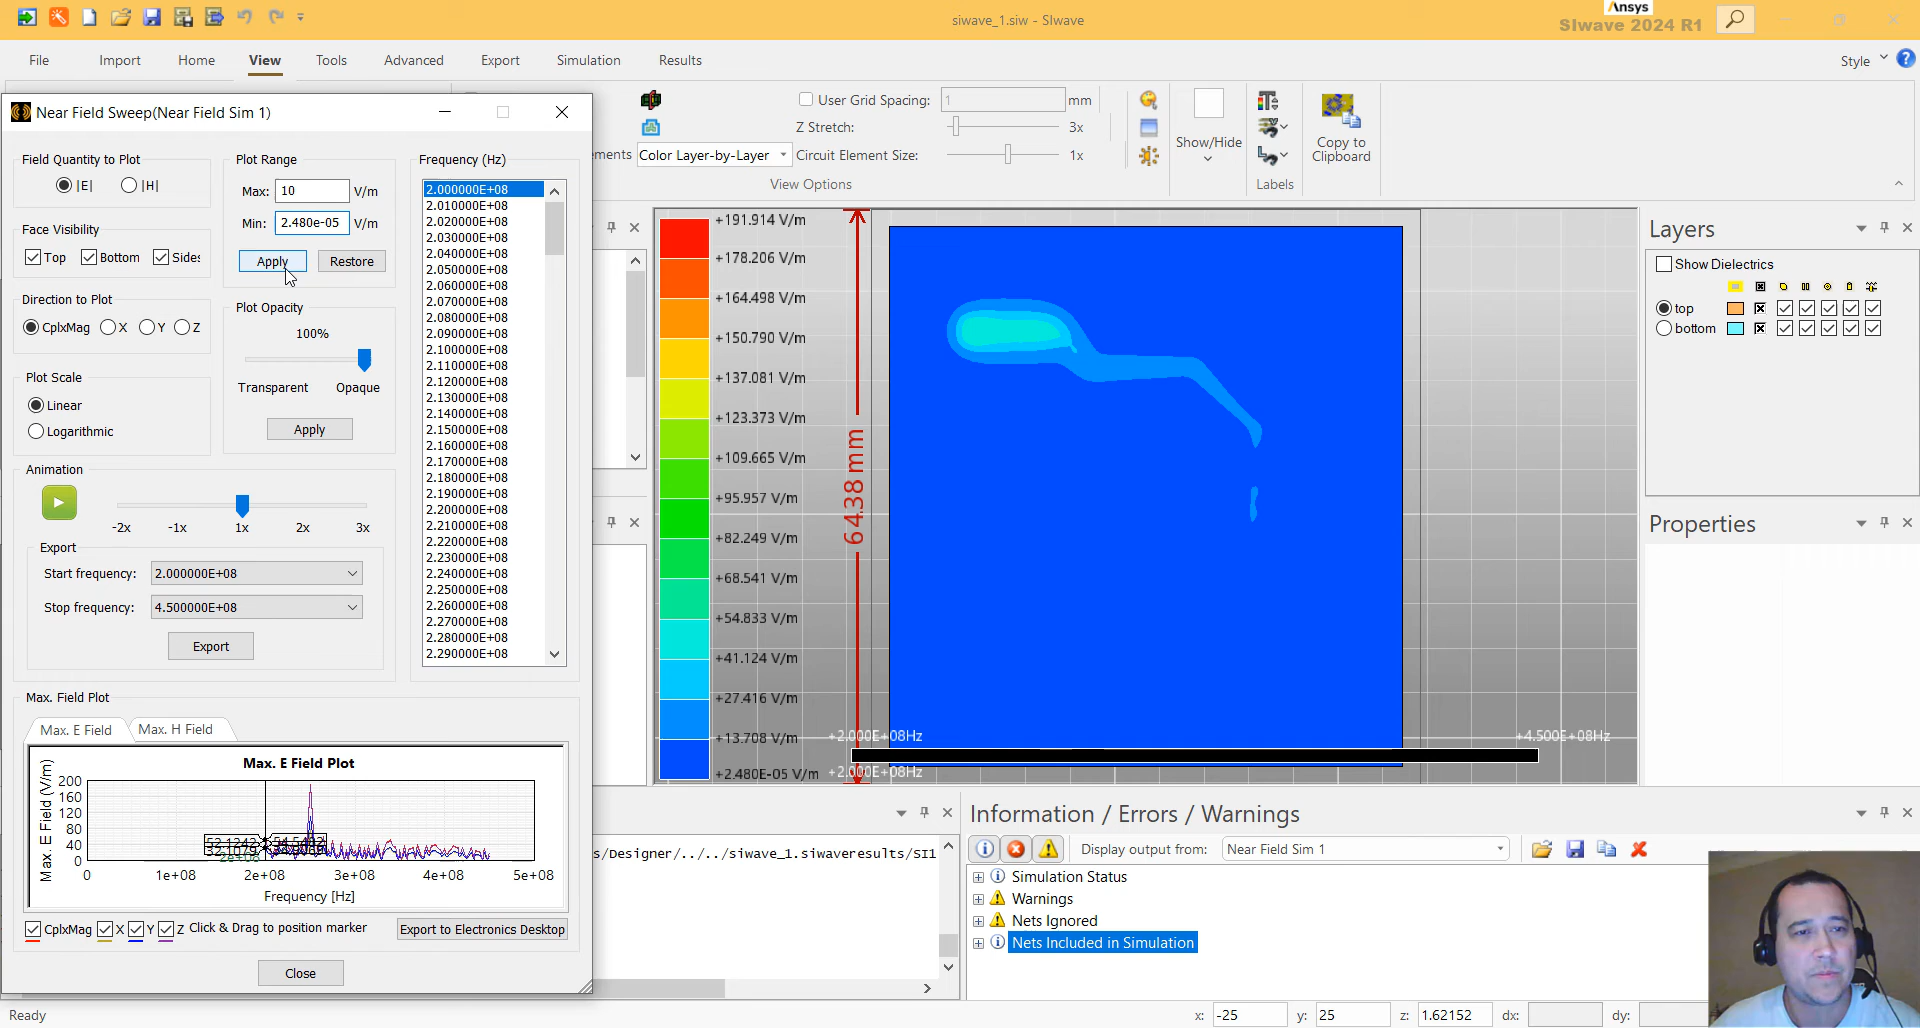 siwave_1.siw - SIwave
Ansys
SIwave 2024 R1
File
Import
Home
View
Tools
Advanced
Export
Simulation
Results
Style
Near Field Sweep(Near Field Sim 1)
User Grid Spacing: 1 mm
Z Stretch: 3x
ments Color Layer-by-Layer Circuit Element Size: 1x
View Options
Show/Hide
Labels
Copy to
Clipboard
Field Quantity to Plot
|E| |H|
Face Visibility
Top Bottom Sides
Direction to Plot
CplxMag X Y Z
Plot Scale
Linear
Logarithmic
Plot Range
Max: 10 V/m
Min: 2.480e-05 V/m
Apply Restore
Plot Opacity
100%
Transparent Opaque
Apply
Animation
-2x -1x 1x 2x 3x
Export
Start frequency: 2.000000E+08
Stop frequency: 4.500000E+08
Export
Frequency (Hz)
2.000000E+08
2.010000E+08
2.020000E+08
2.030000E+08
2.040000E+08
2.050000E+08
2.060000E+08
2.070000E+08
2.080000E+08
2.090000E+08
2.100000E+08
2.110000E+08
2.120000E+08
2.130000E+08
2.140000E+08
2.150000E+08
2.160000E+08
2.170000E+08
2.180000E+08
2.190000E+08
2.200000E+08
2.210000E+08
2.220000E+08
2.230000E+08
2.240000E+08
2.250000E+08
2.260000E+08
2.270000E+08
2.280000E+08
2.290000E+08
Max. Field Plot
Max. E Field
Max. H Field
Max. E Field Plot
Max. E Field (V/m)
200
160
120
80
40
0
0 1e+08 2e+08 3e+08 4e+08 5e+08
Frequency [Hz]
CplxMag X Y Z Click & Drag to position marker
Export to Electronics Desktop
Close
+191.914 V/m
+178.206 V/m
+164.498 V/m
+150.790 V/m
+137.081 V/m
+123.373 V/m
+109.665 V/m
+95.957 V/m
+82.249 V/m
+68.541 V/m
+54.833 V/m
+41.124 V/m
+27.416 V/m
+13.708 V/m
+2.480E-05 V/m
64.38 mm
+2.000E+08Hz
+4.500E+08Hz
+2.000E+08Hz
Layers
Show Dielectrics
top
bottom
Properties
s/Designer/../../siwave_1.siwaveresults/SI1
Information / Errors / Warnings
Display output from: Near Field Sim 1
Simulation Status
Warnings
Nets Ignored
Nets Included in Simulation
Ready
x: -25 y: 25 z: 1.62152 dx: dy: